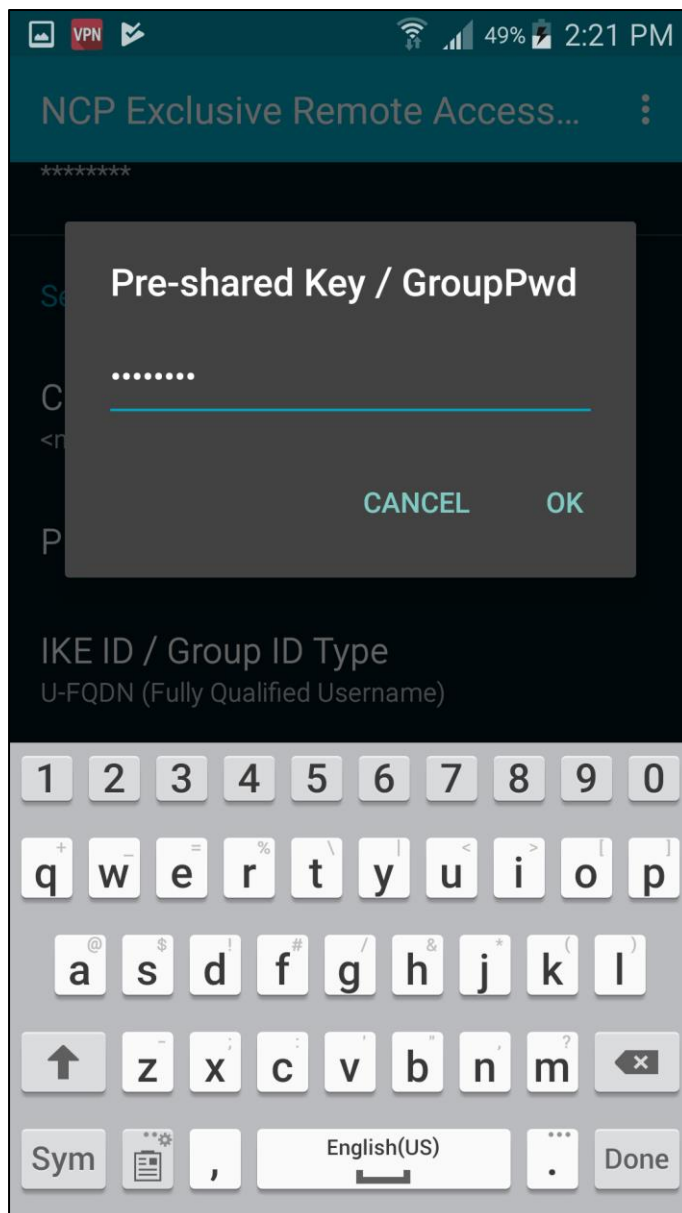 VPN 49% 2:21 PM
NCP Exclusive Remote Access...
********
Se
Pre-shared Key / GroupPwd
••••••••
C
<n
CANCEL OK
P
IKE ID / Group ID Type
U-FQDN (Fully Qualified Username)
1 2 3 4 5 6 7 8 9 0
+ _ = % \ | < > [ ]
q w e r t y u i o p
@ $ ! # / & * ( )
a s d f g h j k l
- ; : ' " , ?
z x c v b n m
Sym , English(US) . Done